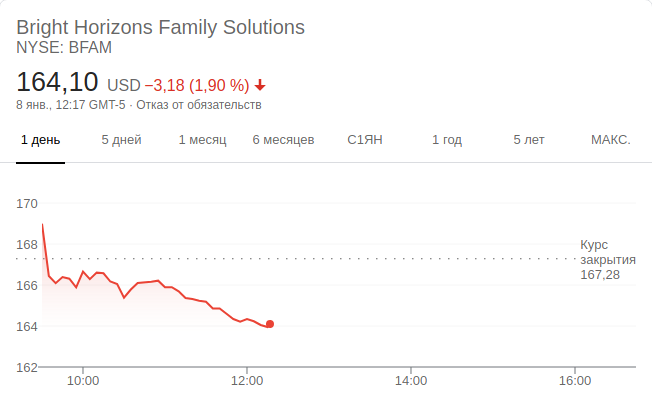 Bright Horizons Family Solutions
NYSE: BFAM
164,10 USD −3,18 (1,90 %)
8 янв., 12:17 GMT-5 · Отказ от обязательств
1 день 5 дней 1 месяц 6 месяцев С1ЯН 1 год 5 лет МАКС.
170
168
Курс
закрытия
167,28
166
164
162
10:00 12:00 14:00 16:00